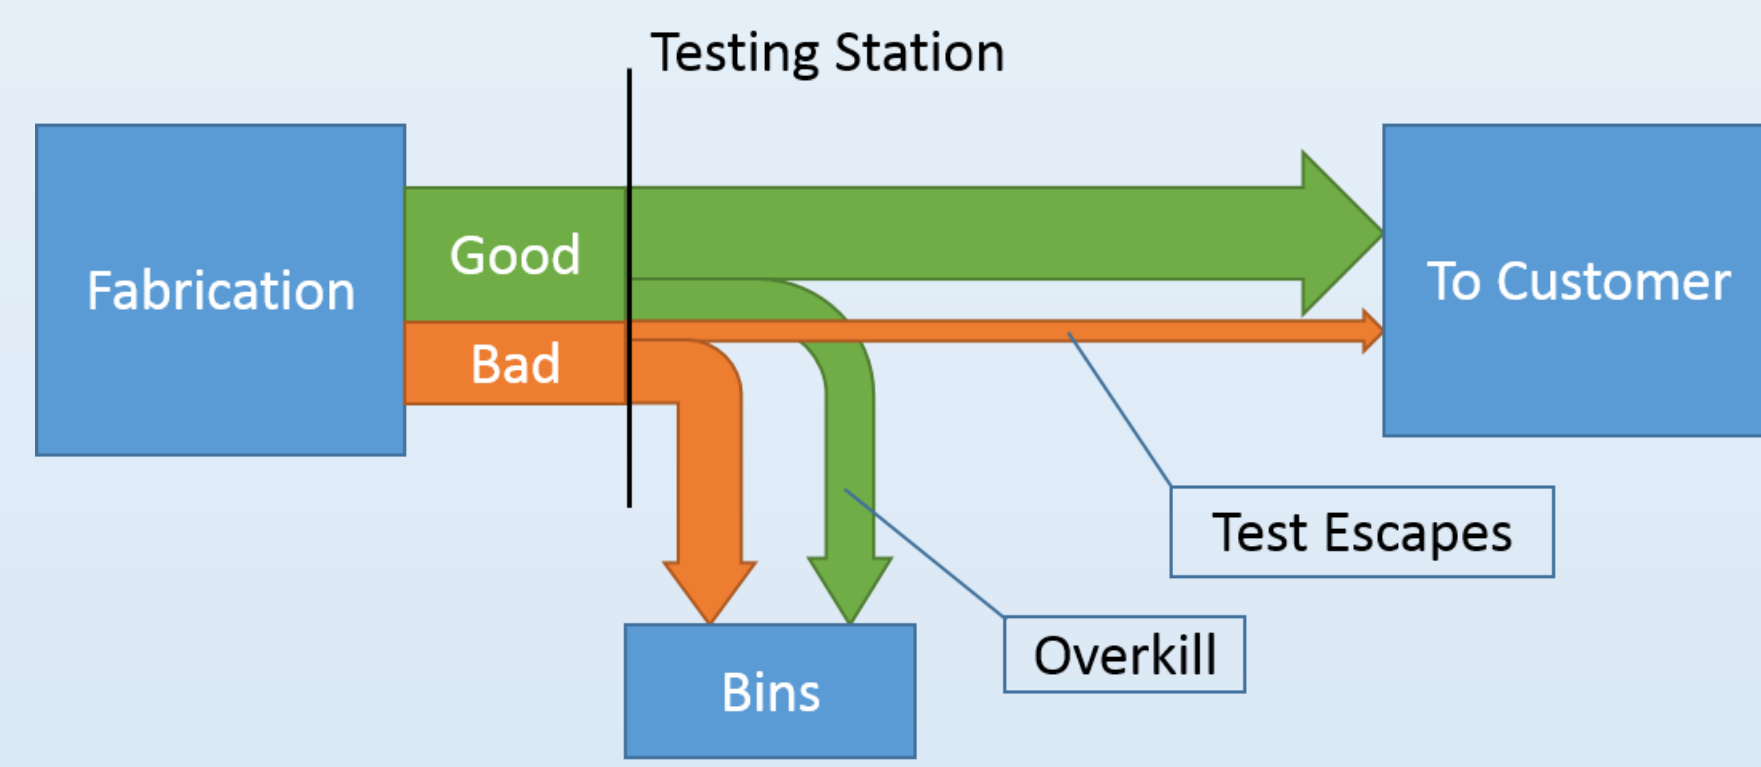 Testing Station
Fabrication
Good
Bad
To Customer
Test Escapes
Overkill
Bins